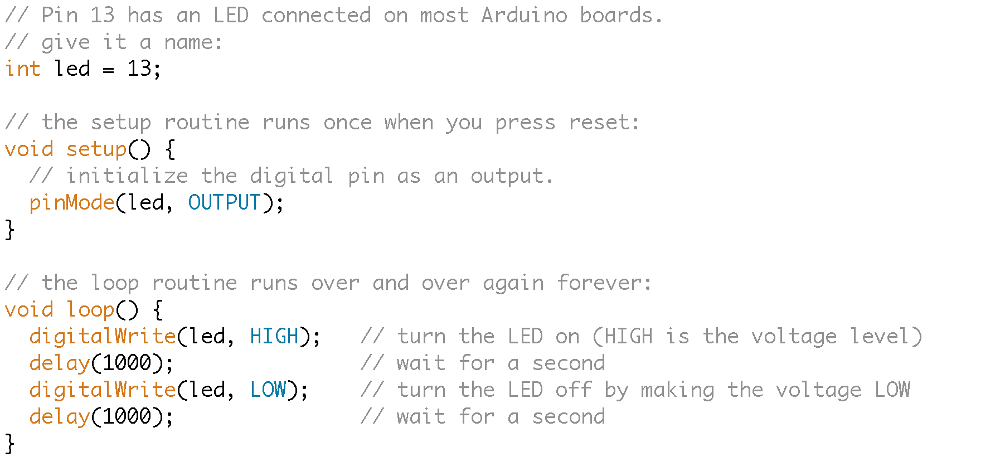 // Pin 13 has an LED connected on most Arduino boards.
// give it a name:
int led = 13;

// the setup routine runs once when you press reset:
void setup() {
  // initialize the digital pin as an output.
  pinMode(led, OUTPUT);
}

// the loop routine runs over and over again forever:
void loop() {
  digitalWrite(led, HIGH);   // turn the LED on (HIGH is the voltage level)
  delay(1000);               // wait for a second
  digitalWrite(led, LOW);    // turn the LED off by making the voltage LOW
  delay(1000);               // wait for a second
}